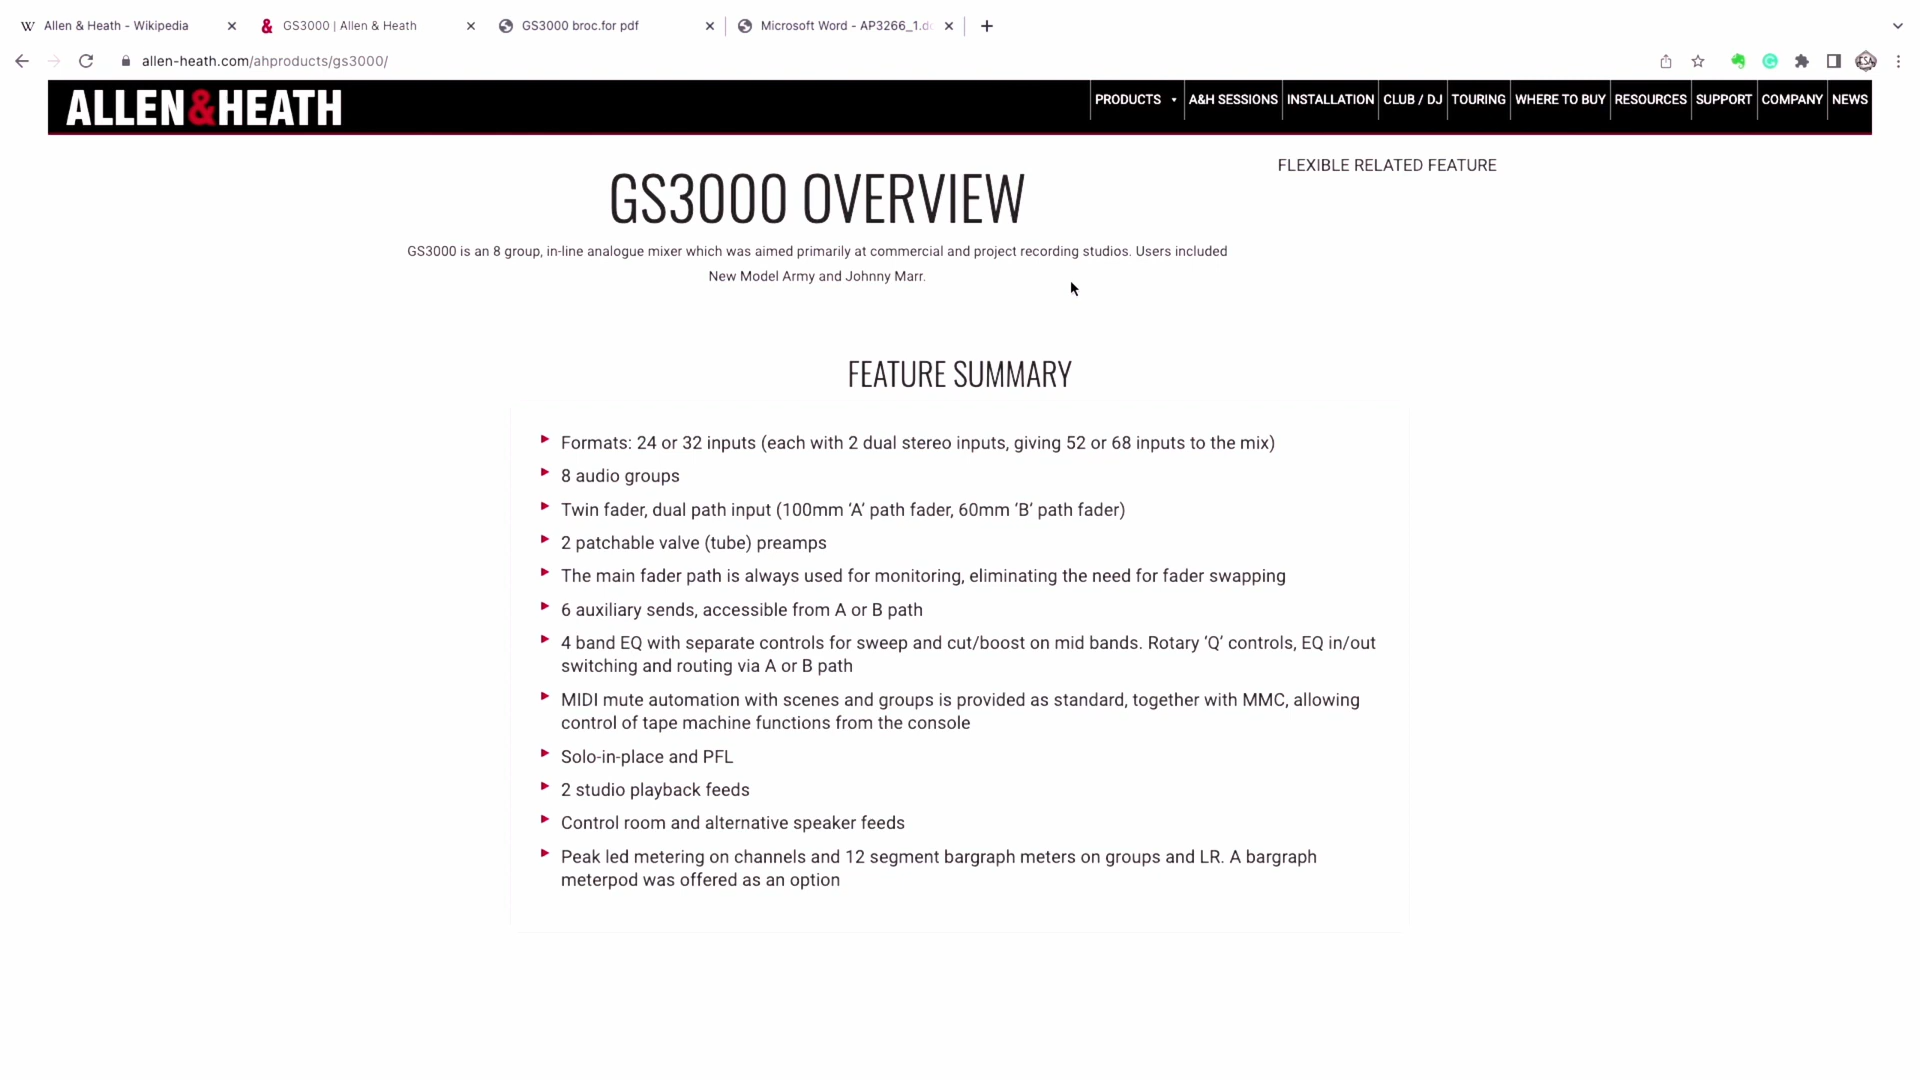 Allen & Heath - Wikipedia
GS3000 | Allen & Heath
GS3000 broc.for pdf
Microsoft Word - AP3266_1.do
allen-heath.com/ahproducts/gs3000/
ALLEN&HEATH
PRODUCTS
A&H SESSIONS
INSTALLATION
CLUB / DJ
TOURING
WHERE TO BUY
RESOURCES
SUPPORT
COMPANY
NEWS
FLEXIBLE RELATED FEATURE
GS3000 OVERVIEW
GS3000 is an 8 group, in-line analogue mixer which was aimed primarily at commercial and project recording studios. Users included
New Model Army and Johnny Marr.
FEATURE SUMMARY
Formats: 24 or 32 inputs (each with 2 dual stereo inputs, giving 52 or 68 inputs to the mix)
8 audio groups
Twin fader, dual path input (100mm ‘A’ path fader, 60mm ‘B’ path fader)
2 patchable valve (tube) preamps
The main fader path is always used for monitoring, eliminating the need for fader swapping
6 auxiliary sends, accessible from A or B path
4 band EQ with separate controls for sweep and cut/boost on mid bands. Rotary ‘Q’ controls, EQ in/out
switching and routing via A or B path
MIDI mute automation with scenes and groups is provided as standard, together with MMC, allowing
control of tape machine functions from the console
Solo-in-place and PFL
2 studio playback feeds
Control room and alternative speaker feeds
Peak led metering on channels and 12 segment bargraph meters on groups and LR. A bargraph
meterpod was offered as an option